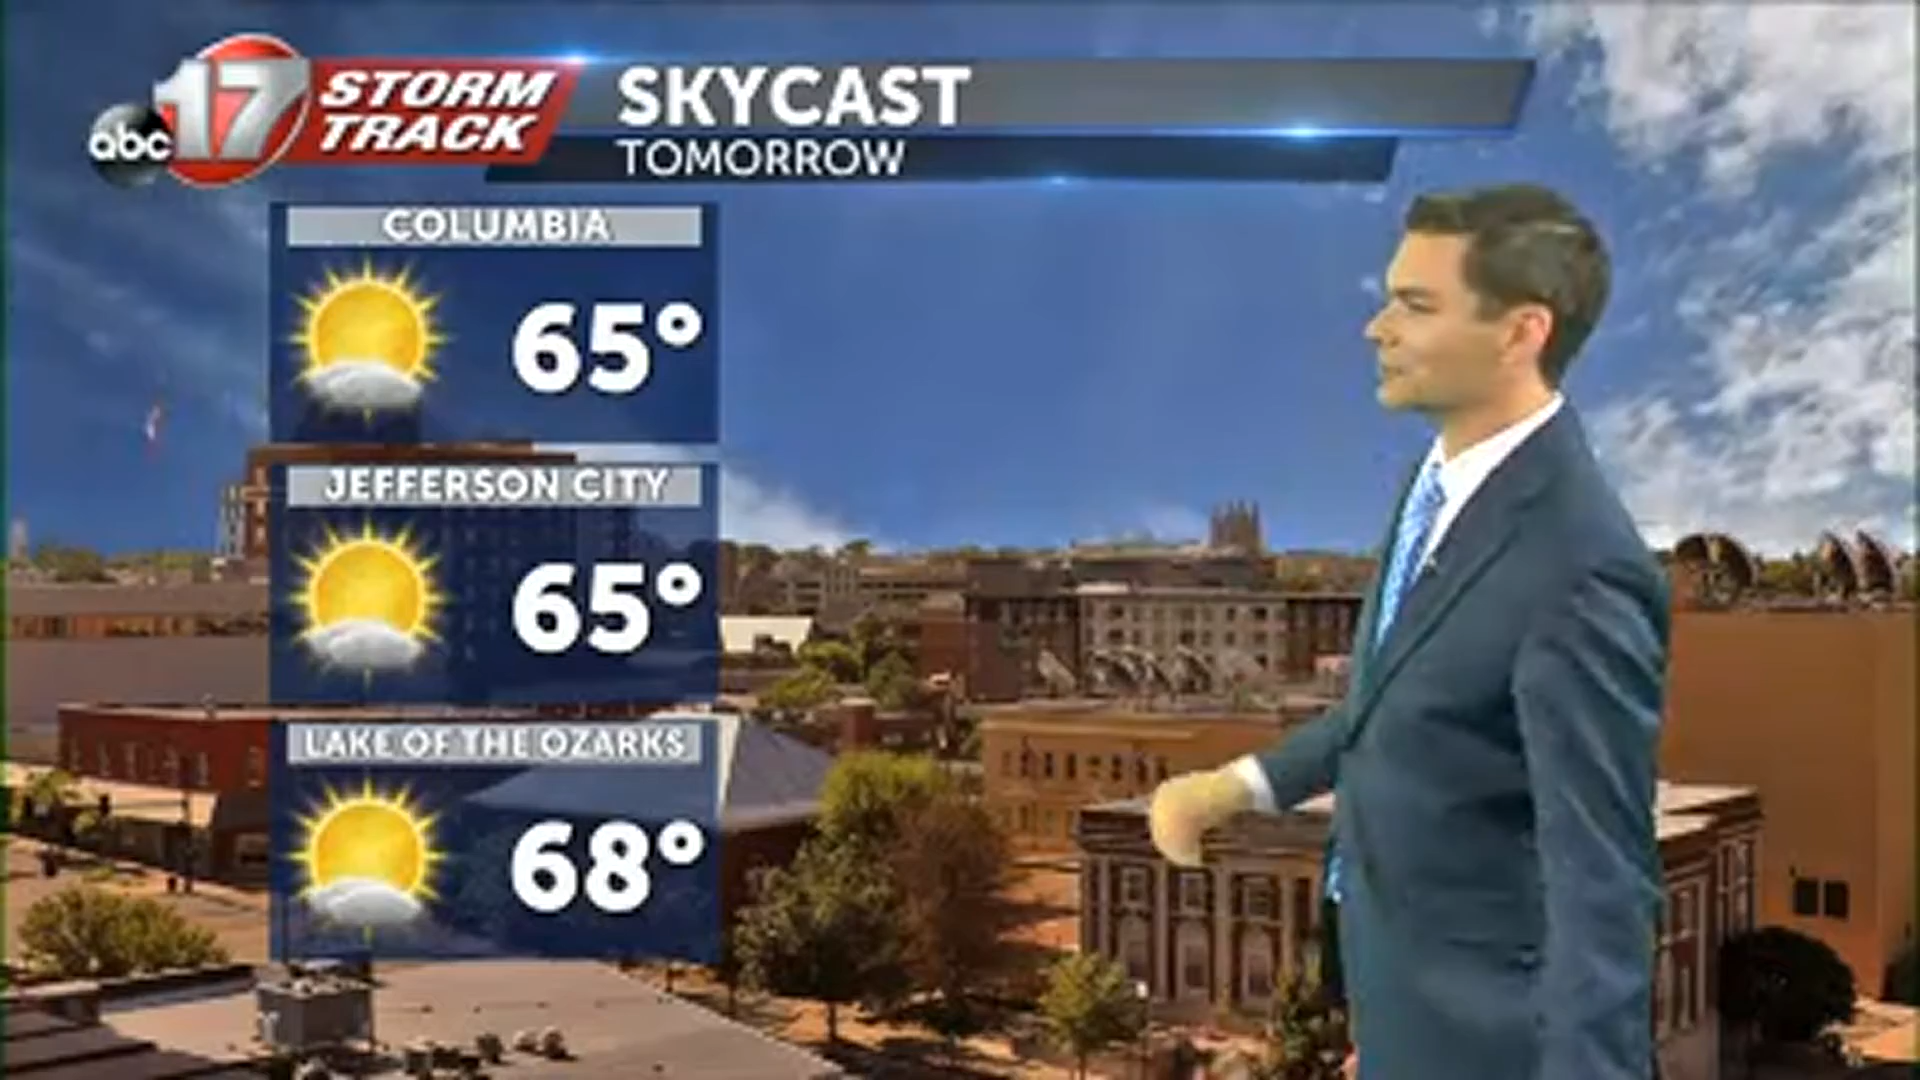 abc 17 STORM TRACK
SKYCAST
TOMORROW
COLUMBIA
65°
JEFFERSON CITY
65°
LAKE OF THE OZARKS
68°